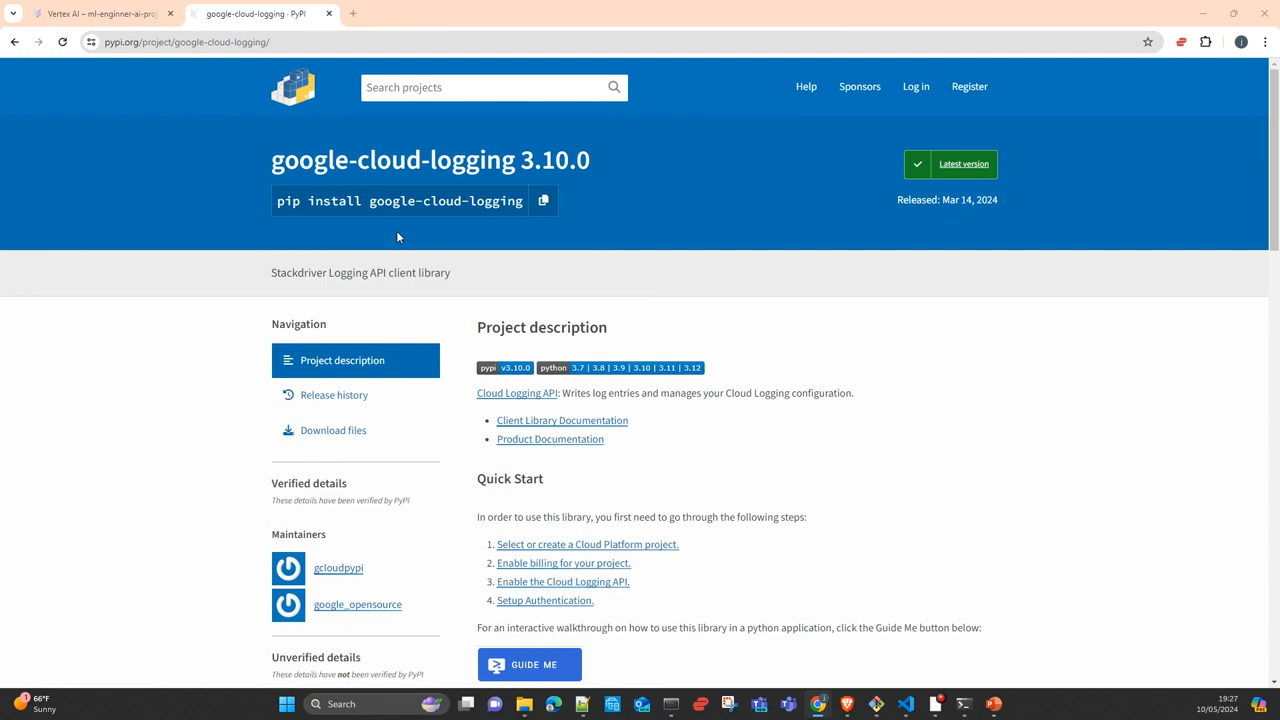 Vertex AI – ml-enginner-ai-proj
google-cloud-logging · PyPI
pypi.org/project/google-cloud-logging/
Search projects
Help
Sponsors
Log in
Register
google-cloud-logging 3.10.0
Latest version
pip install google-cloud-logging
Released: Mar 14, 2024
Stackdriver Logging API client library
Navigation
Project description
Release history
Download files
Verified details
These details have been verified by PyPI
Maintainers
gcloudpypi
google_opensource
Unverified details
These details have not been verified by PyPI
Project description
pypi v3.10.0 python 3.7 | 3.8 | 3.9 | 3.10 | 3.11 | 3.12
Cloud Logging API: Writes log entries and manages your Cloud Logging configuration.
• Client Library Documentation
• Product Documentation
Quick Start
In order to use this library, you first need to go through the following steps:
1. Select or create a Cloud Platform project.
2. Enable billing for your project.
3. Enable the Cloud Logging API.
4. Setup Authentication.
For an interactive walkthrough on how to use this library in a python application, click the Guide Me button below:
GUIDE ME
1
66°F
Sunny
Search
19:27
10/05/2024